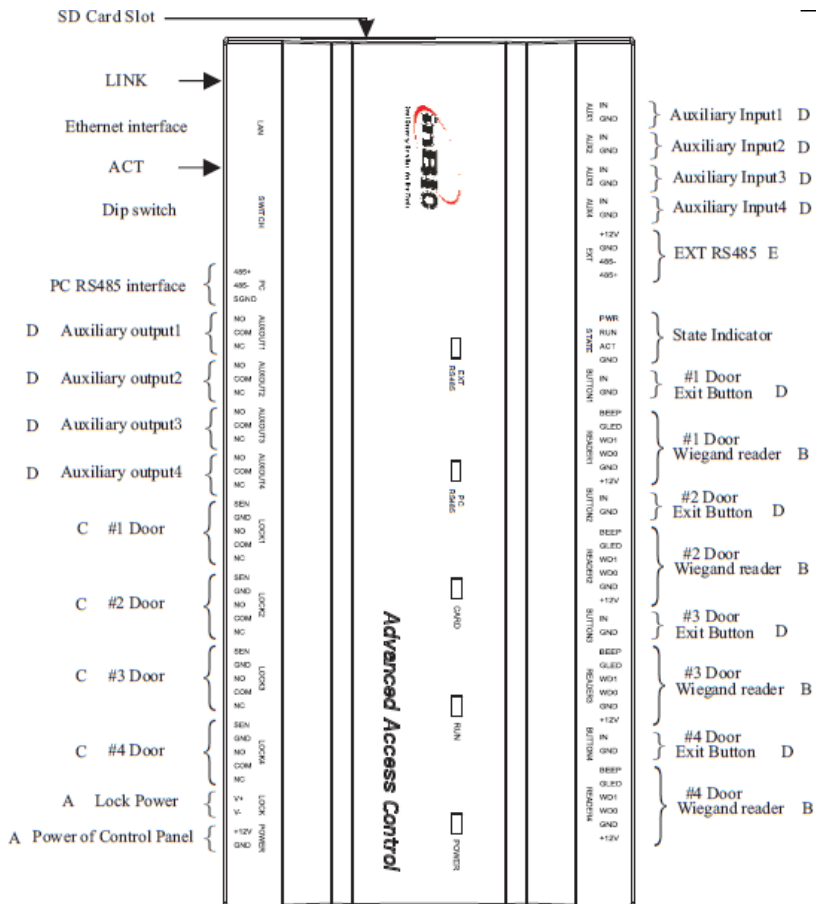 SD Card Slot
LINK
Ethernet interface
LAN
ACT
Dip switch
SWITCH
PC RS485 interface
485+
485-
SGND
PC
D Auxiliary output1
NO
COM
NC
AUXOUT1
D Auxiliary output2
NO
COM
NC
AUXOUT2
D Auxiliary output3
NO
COM
NC
AUXOUT3
D Auxiliary output4
NO
COM
NC
AUXOUT4
C #1 Door
SEN
GND
NO
COM
NC
LOCK1
C #2 Door
SEN
GND
NO
COM
NC
LOCK2
C #3 Door
SEN
GND
NO
COM
NC
LOCK3
C #4 Door
SEN
GND
NO
COM
NC
LOCK4
A Lock Power
V+
V-
LOCK
A Power of Control Panel
+12V
GND
POWER
inBio
EXT
RS485
PC
RS485
CARD
RUN
POWER
Advanced Access Control
AUX1
IN
GND
Auxiliary Input1 D
AUX2
IN
GND
Auxiliary Input2 D
AUX3
IN
GND
Auxiliary Input3 D
AUX4
IN
GND
Auxiliary Input4 D
EXT
+12V
GND
485-
485+
EXT RS485 E
STATE
PWR
RUN
ACT
GND
State Indicator
BUTTON1
IN
GND
#1 Door
Exit Button D
READER1
BEEP
GLED
WD1
WD0
GND
+12V
#1 Door
Wiegand reader B
BUTTON2
IN
GND
#2 Door
Exit Button D
READER2
BEEP
GLED
WD1
WD0
GND
+12V
#2 Door
Wiegand reader B
BUTTON3
IN
GND
#3 Door
Exit Button D
READER3
BEEP
GLED
WD1
WD0
GND
+12V
#3 Door
Wiegand reader B
BUTTON4
IN
GND
#4 Door
Exit Button D
READER4
BEEP
GLED
WD1
WD0
GND
+12V
#4 Door
Wiegand reader B